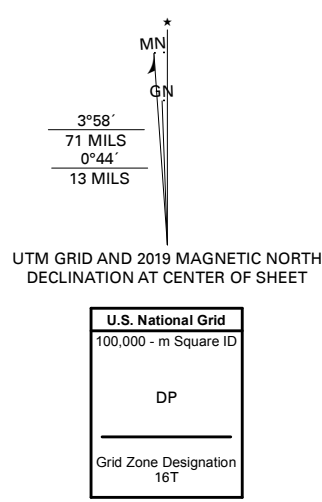 MN
GN
3°58´
71 MILS
0°44´
13 MILS
UTM GRID AND 2019 MAGNETIC NORTH
DECLINATION AT CENTER OF SHEET
U.S. National Grid
100,000 - m Square ID
DP
Grid Zone Designation
16T